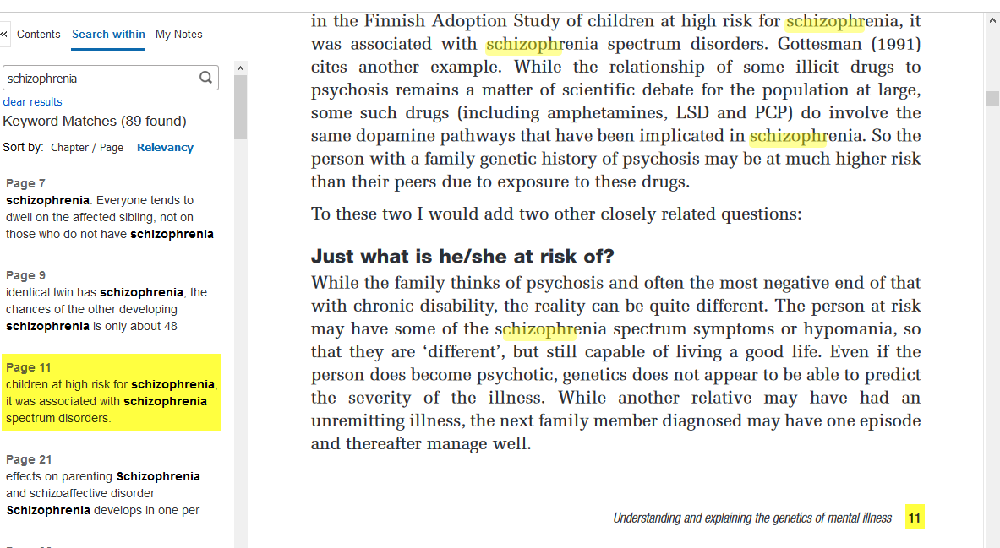 Contents Search within My Notes
schizophrenia
clear results
Keyword Matches (89 found)
Sort by: Chapter / Page Relevancy
Page 7
schizophrenia. Everyone tends to
dwell on the affected sibling, not on
those who do not have schizophrenia
Page 9
identical twin has schizophrenia, the
chances of the other developing
schizophrenia is only about 48
Page 11
children at high risk for schizophrenia,
it was associated with schizophrenia
spectrum disorders.
Page 21
effects on parenting Schizophrenia
and schizoaffective disorder
Schizophrenia develops in one per
in the Finnish Adoption Study of children at high risk for schizophrenia, it
was associated with schizophrenia spectrum disorders. Gottesman (1991)
cites another example. While the relationship of some illicit drugs to
psychosis remains a matter of scientific debate for the population at large,
some such drugs (including amphetamines, LSD and PCP) do involve the
same dopamine pathways that have been implicated in schizophrenia. So the
person with a family genetic history of psychosis may be at much higher risk
than their peers due to exposure to these drugs.
To these two I would add two other closely related questions:
Just what is he/she at risk of?
While the family thinks of psychosis and often the most negative end of that
with chronic disability, the reality can be quite different. The person at risk
may have some of the schizophrenia spectrum symptoms or hypomania, so
that they are ‘different’, but still capable of living a good life. Even if the
person does become psychotic, genetics does not appear to be able to predict
the severity of the illness. While another relative may have had an
unremitting illness, the next family member diagnosed may have one episode
and thereafter manage well.
Understanding and explaining the genetics of mental illness 11